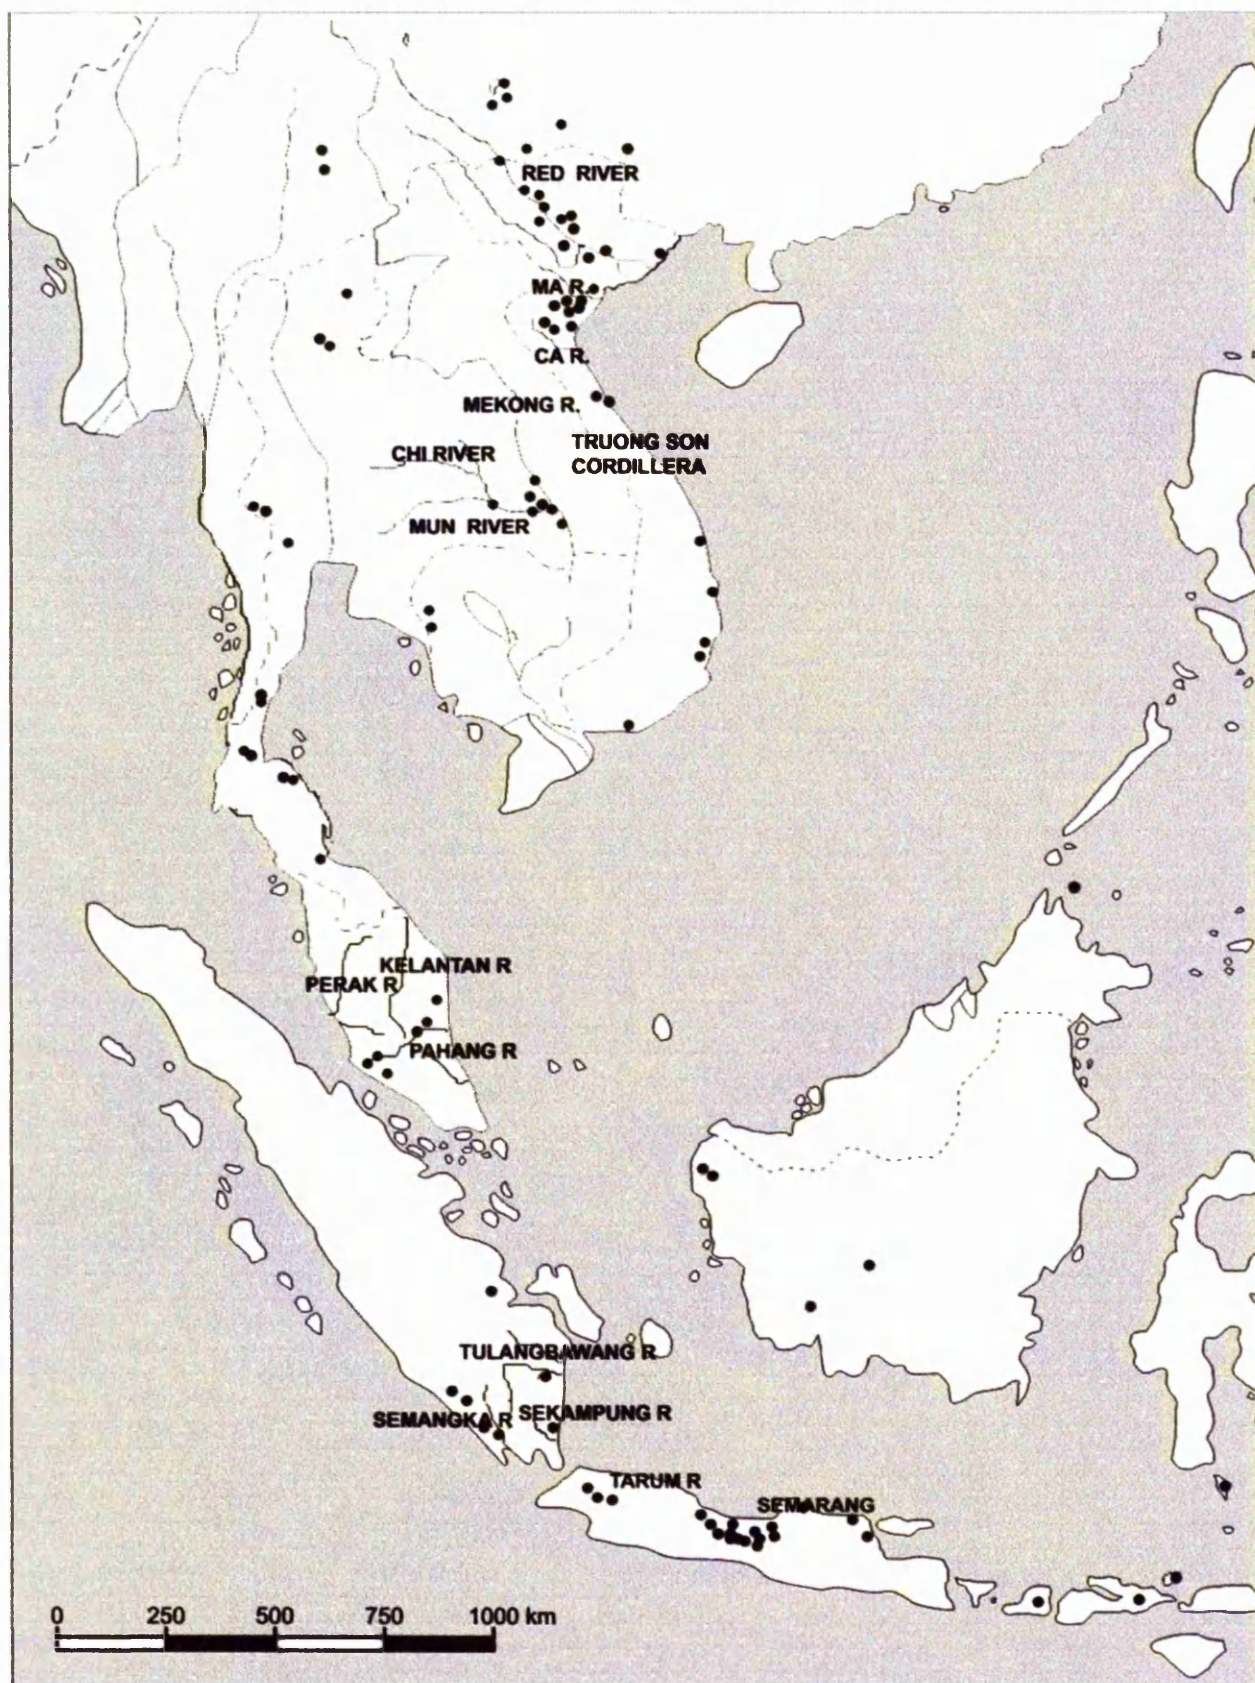 RED RIVER
MA R.
CA R.
MEKONG R.
TRUONG SON
CORDILLERA
CHI RIVER
MUN RIVER
KELANTAN R
PERAK R
PAHANG R
TULANGBAWANG R
SEMANGKA R
SEKAMPUNG R
TARUM R
SEMARANG
0 250 500 750 1000 km